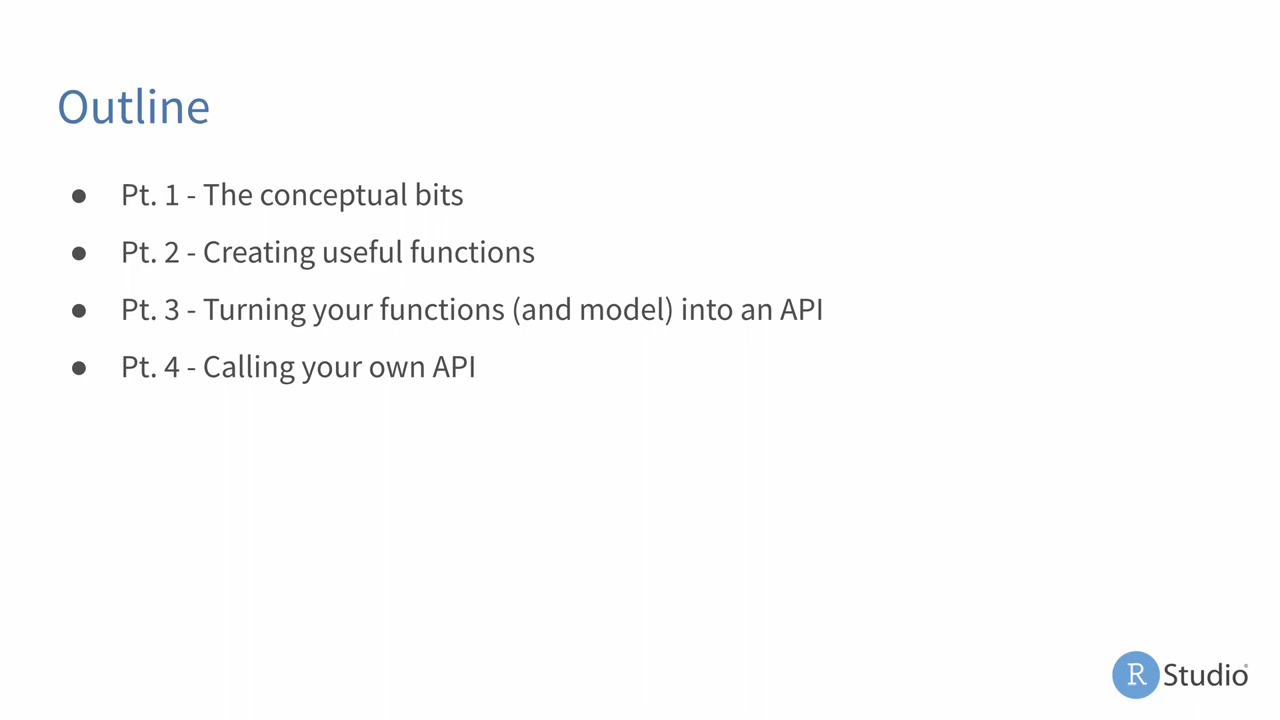 Outline
● Pt. 1 - The conceptual bits
● Pt. 2 - Creating useful functions
● Pt. 3 - Turning your functions (and model) into an API
● Pt. 4 - Calling your own API
R Studio®